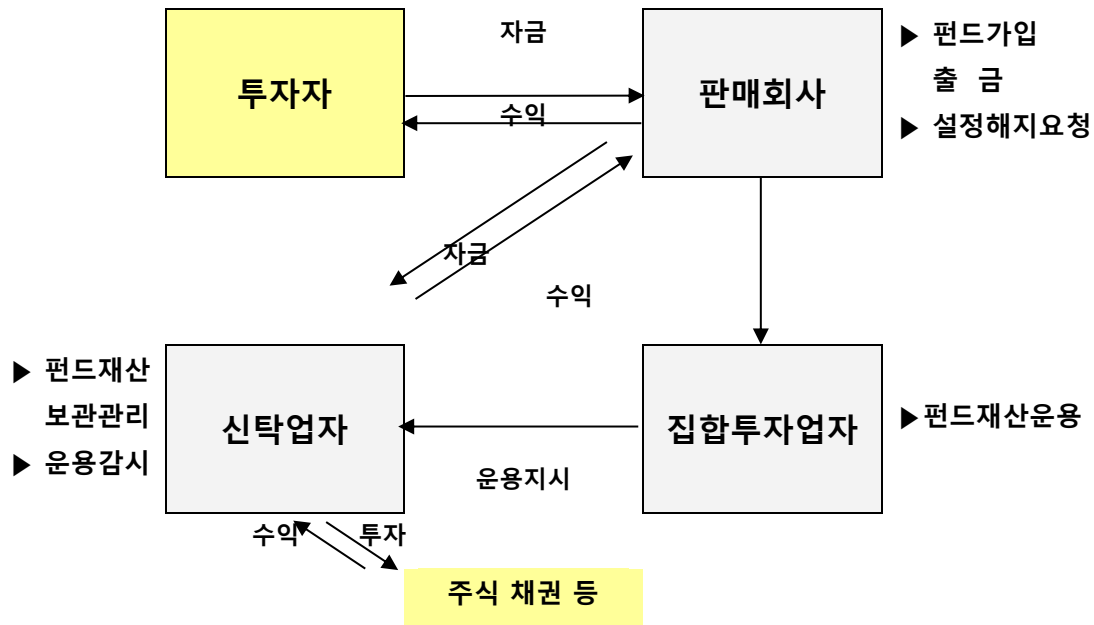 자금
투자자
판매회사
▶ 펀드가입
출 금
▶ 설정해지요청
수익
자금
수익
▶ 펀드재산
보관관리
▶ 운용감시
신탁업자
집합투자업자
▶펀드재산운용
운용지시
수익
투자
주식 채권 등